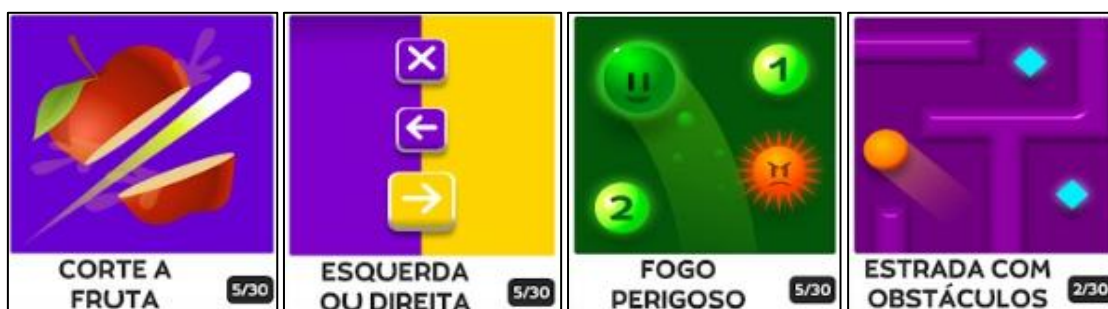 1
2
CORTE A
FRUTA
5/30
ESQUERDA
OU DIREITA
5/30
FOGO
PERIGOSO
5/30
ESTRADA COM
OBSTÁCULOS
2/30